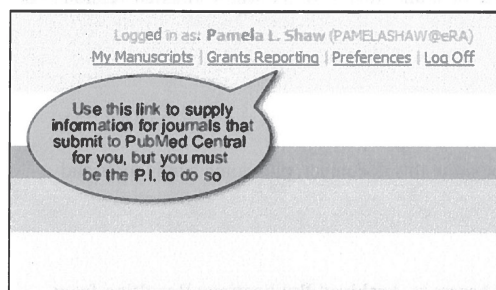 Logged in as: Pamela L. Shaw (PAMELASHAW@eRA)
My Manuscripts | Grants Reporting | Preferences | Log Off
Use this link to supply
information for journals that
submit to PubMed Central
for you, but you must
be the P.I. to do so